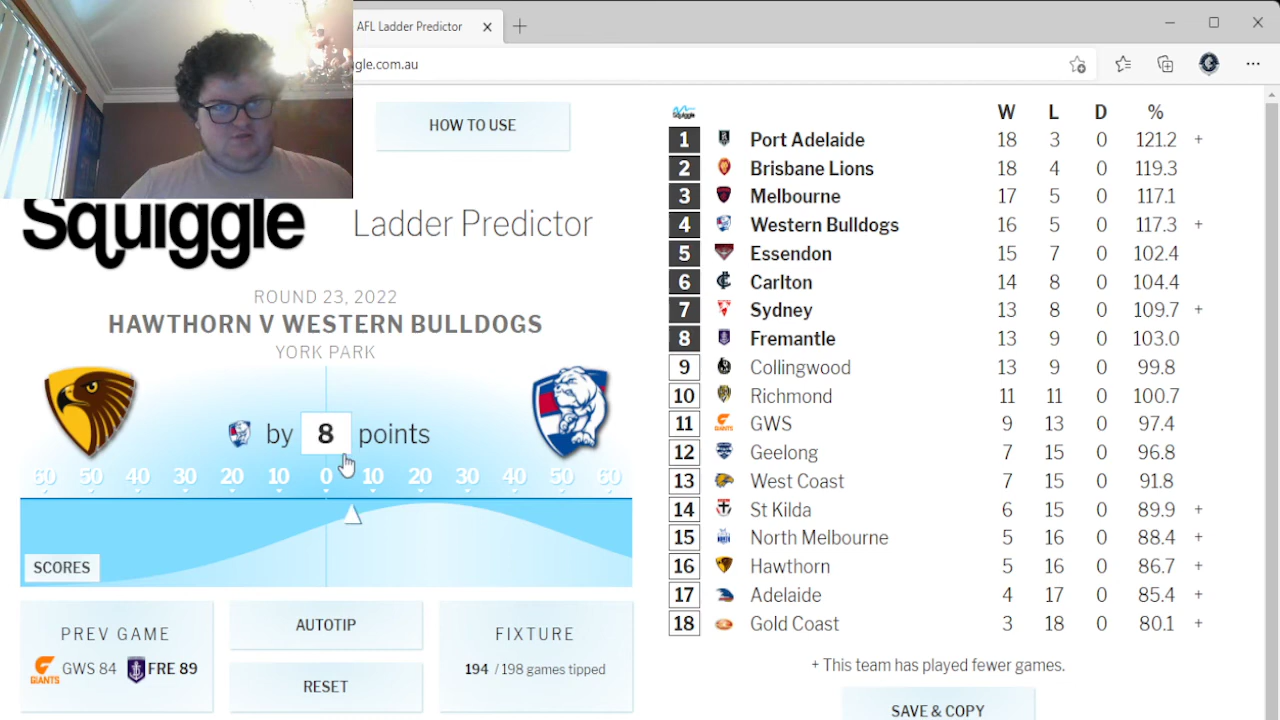 AFL Ladder Predictor
gle.com.au
HOW TO USE
Squiggle Ladder Predictor
ROUND 23, 2022
HAWTHORN V WESTERN BULLDOGS
YORK PARK
by 8 points
60 50 40 30 20 10 0 10 20 30 40 50 60
SCORES
PREV GAME
GIANTS GWS 84 FRE 89
AUTOTIP
RESET
FIXTURE
194 / 198 games tipped
Squiggle W L D %
1 Port Adelaide 18 3 0 121.2 +
2 Brisbane Lions 18 4 0 119.3
3 Melbourne 17 5 0 117.1
4 Western Bulldogs 16 5 0 117.3 +
5 Essendon 15 7 0 102.4
6 Carlton 14 8 0 104.4
7 Sydney 13 8 0 109.7 +
8 Fremantle 13 9 0 103.0
9 Collingwood 13 9 0 99.8
10 Richmond 11 11 0 100.7
11 GIANTS GWS 9 13 0 97.4
12 Geelong 7 15 0 96.8
13 West Coast 7 15 0 91.8
14 St Kilda 6 15 0 89.9 +
15 North Melbourne 5 16 0 88.4 +
16 Hawthorn 5 16 0 86.7 +
17 Adelaide 4 17 0 85.4 +
18 Gold Coast 3 18 0 80.1 +
+ This team has played fewer games.
SAVE & COPY